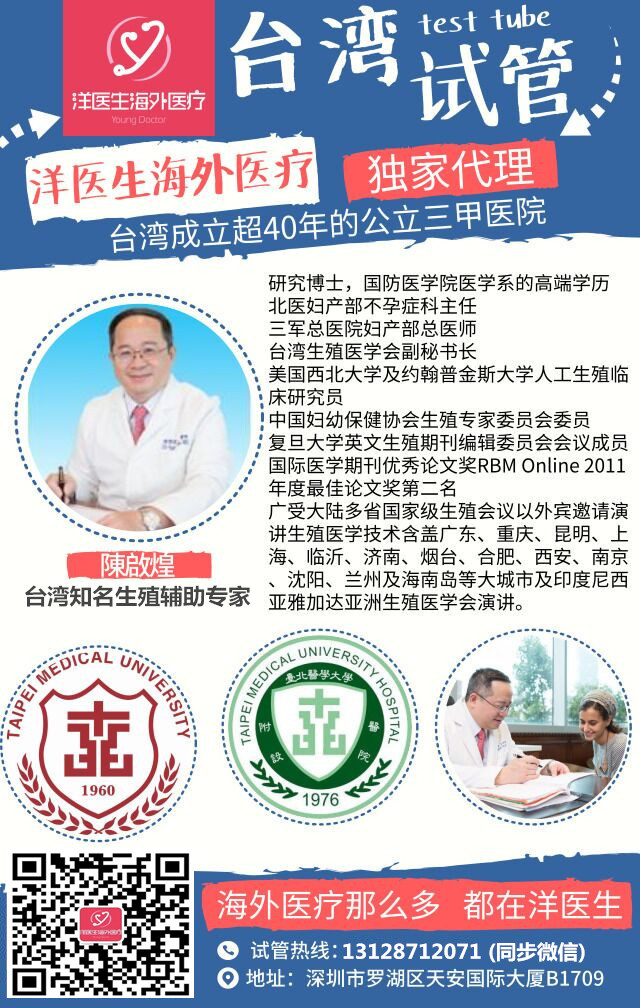 洋医生海外医疗
Young Doctor
台湾
test tube
试管
洋医生海外医疗
独家代理
台湾成立超40年的公立三甲医院
研究博士，国防医学院医学系的高端学历
北医妇产部不孕症科主任
三军总医院妇产部总医师
台湾生殖医学会副秘书长
美国西北大学及约翰普金斯大学人工生殖临
床研究员
中国妇幼保健协会生殖专家委员会委员
复旦大学英文生殖期刊编辑委员会会议成员
国际医学期刊优秀论文奖RBM Online 2011
年度最佳论文奖第二名
广受大陆多省国家级生殖会议以外宾邀请演
讲生殖医学技术含盖广东、重庆、昆明、上
海、临沂、济南、烟台、合肥、西安、南京
、沈阳、兰州及海南岛等大城市及印度尼西
亚雅加达亚洲生殖医学会演讲。
陳啟煌
台湾知名生殖辅助专家
TAIPEI MEDICAL UNIVERSITY
1960
TAIPEI MEDICAL UNIVERSITY HOSPITAL
臺北醫學大學
附設醫院
1976
海外医疗那么多 都在洋医生
试管热线：13128712071 (同步微信)
地址：深圳市罗湖区天安国际大厦B1709